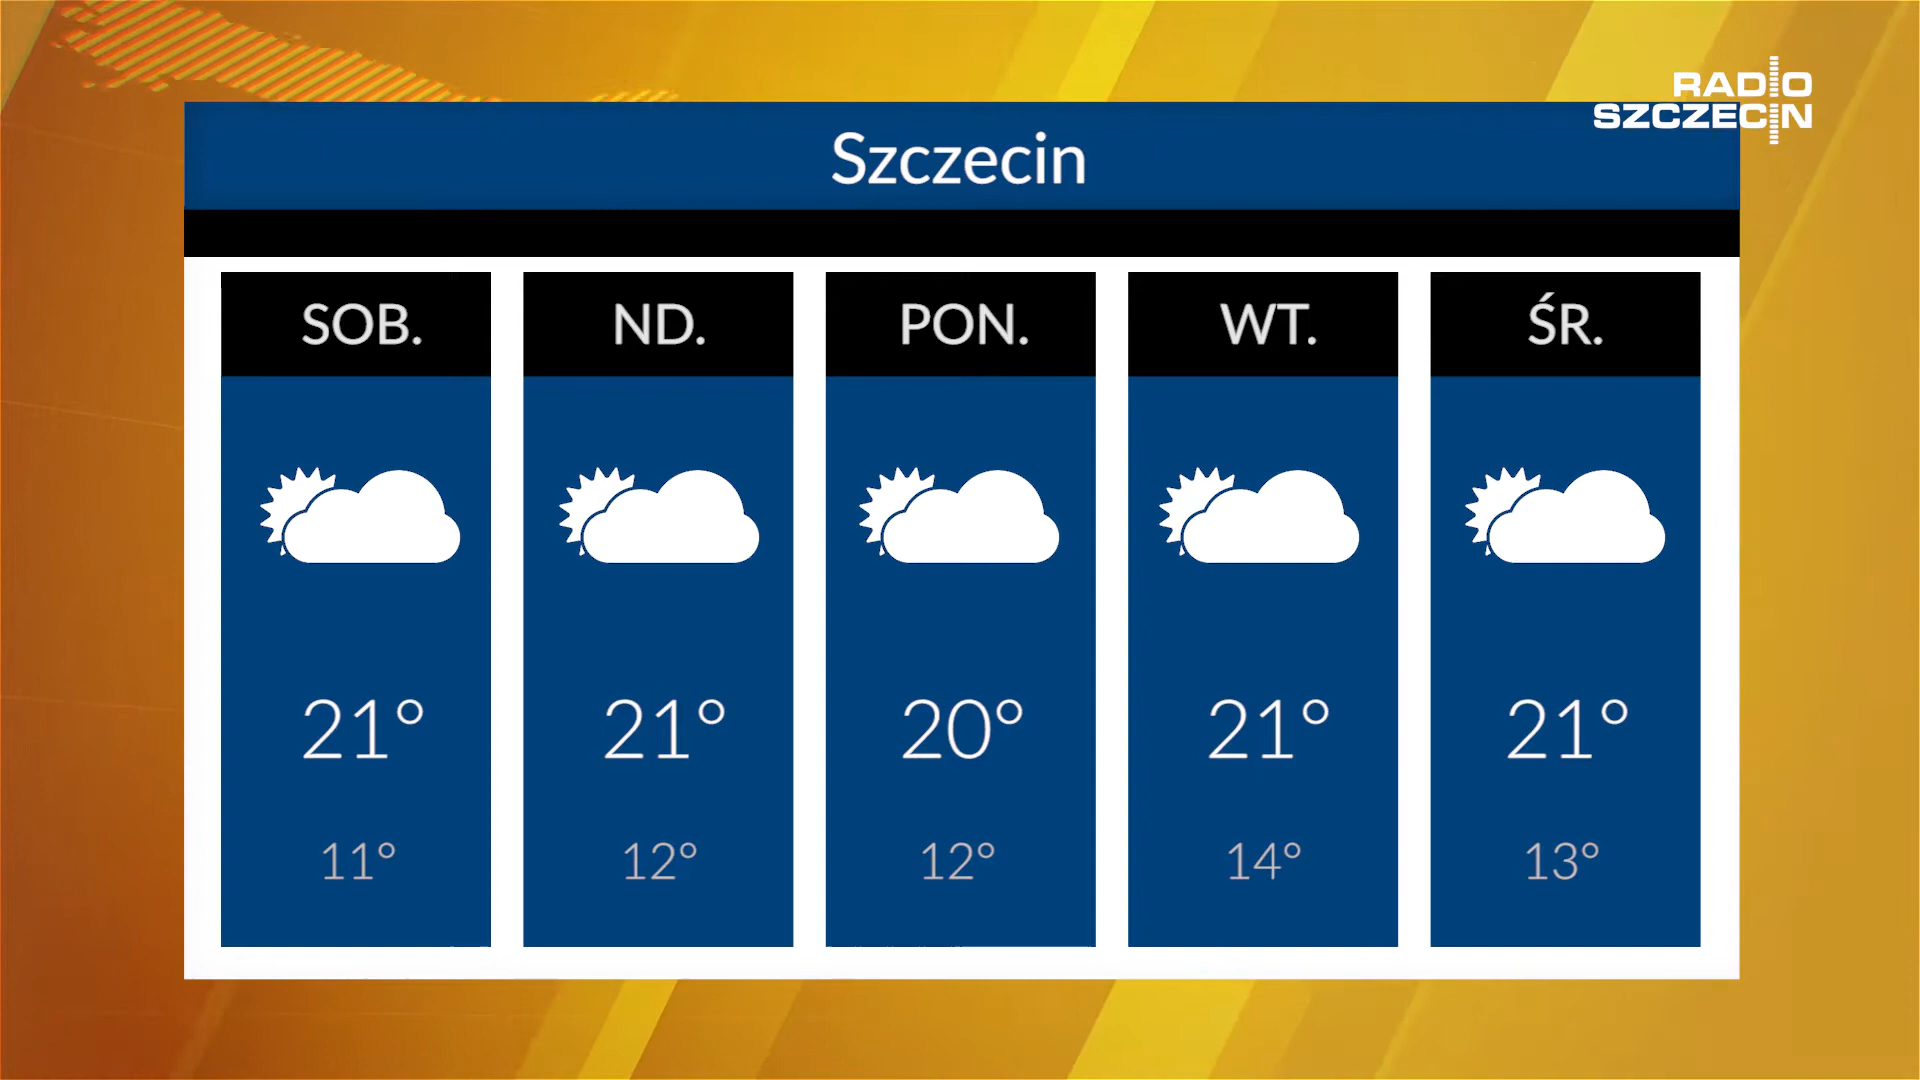 RADIO
SZCZECIN
Szczecin
SOB. ND. PON. WT. ŚR.
21° 21° 20° 21° 21°
11° 12° 12° 14° 13°